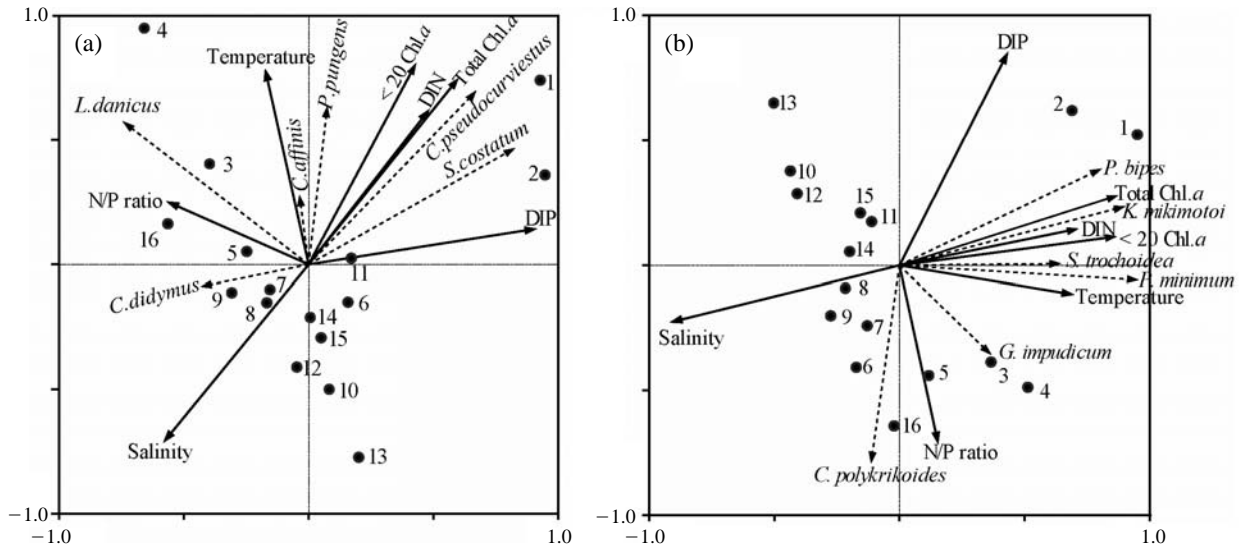 1.0
(a)
4
Temperature
P.pungens
< 20 Chl.a
DIN
Total Chl.a
C.pseudocurviestus
1
L.danicus
C.affinis
S.costatum
3
2
N/P ratio
DIP
16
5
11
C.didymus
9
7
8
6
14
15
12
10
Salinity
13
−1.0
−1.0
1.0
1.0
(b)
DIP
13
2
1
10
P. bipes
12
Total Chl.a
15
K. mikimotoi
11
DIN
< 20 Chl.a
14
S. trochoidea
P. minimum
8
Temperature
Salinity
9
7
G. impudicum
6
5
3
4
16
N/P ratio
C. polykrikoides
−1.0
−1.0
1.0